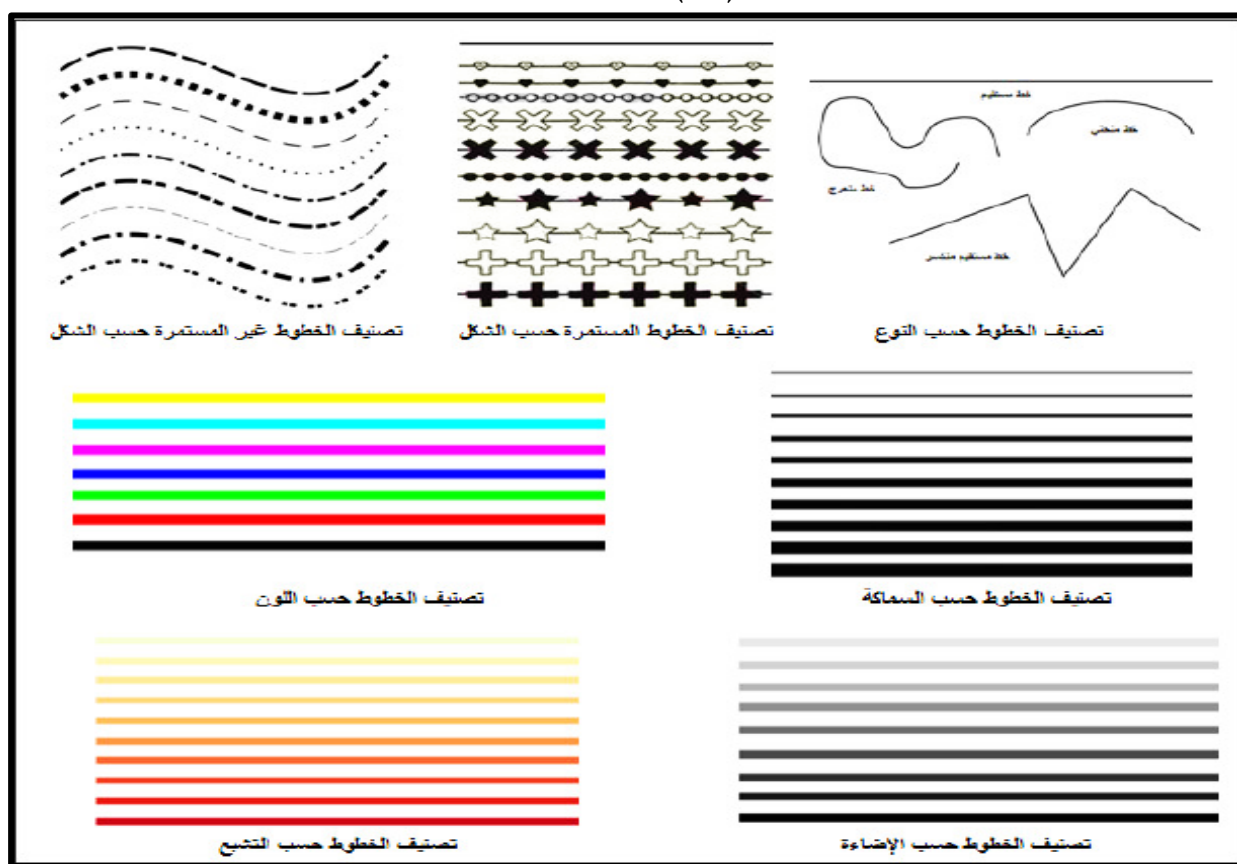 خط مستقيم
خط منحني
خط متعرج
خط مستقيم منكسر
تصنيف الخطوط حسب النوع
تصنيف الخطوط المستمرة حسب الشكل
تصنيف الخطوط غير المستمرة حسب الشكل
تصنيف الخطوط حسب السماكة
تصنيف الخطوط حسب اللون
تصنيف الخطوط حسب الإضاءة
تصنيف الخطوط حسب التشبع